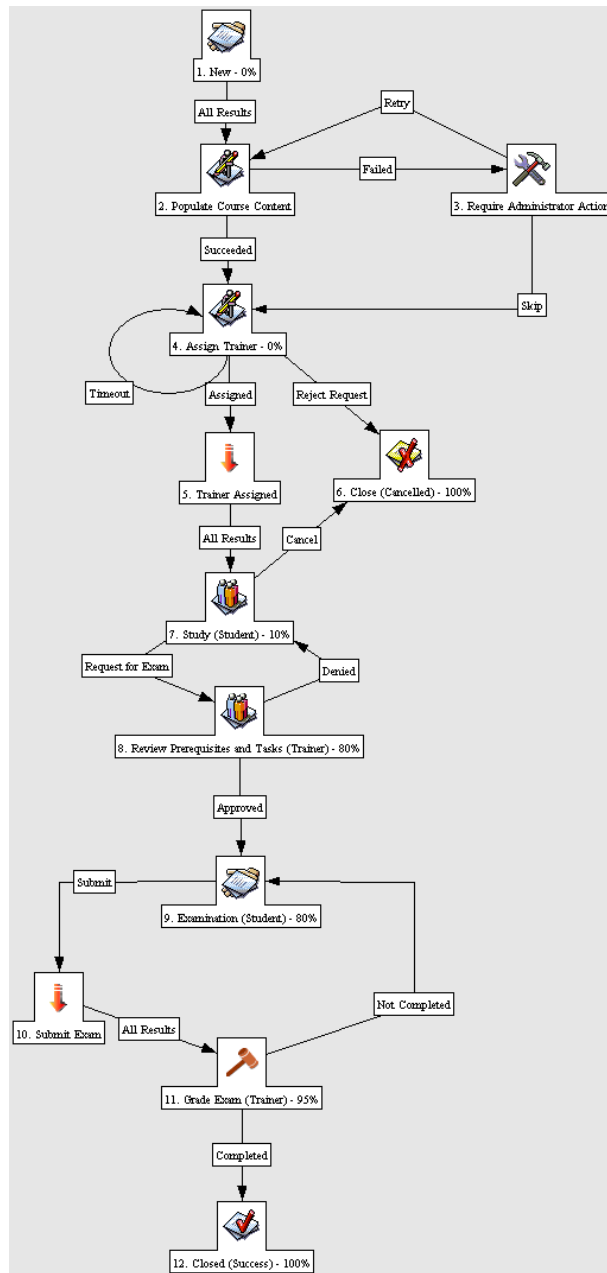 1. New - 0%
All Results
Retry
2. Populate Course Content
Failed
3. Require Administrator Action
Succeeded
Skip
4. Assign Trainer - 0%
Timeout
Assigned
Reject Request
5. Trainer Assigned
6. Close (Cancelled) - 100%
All Results
Cancel
7. Study (Student) - 10%
Request for Exam
Denied
8. Review Prerequisites and Tasks (Trainer) - 80%
Approved
Submit
9. Examination (Student) - 80%
10. Submit Exam
All Results
Not Completed
11. Grade Exam (Trainer) - 95%
Completed
12. Closed (Success) - 100%